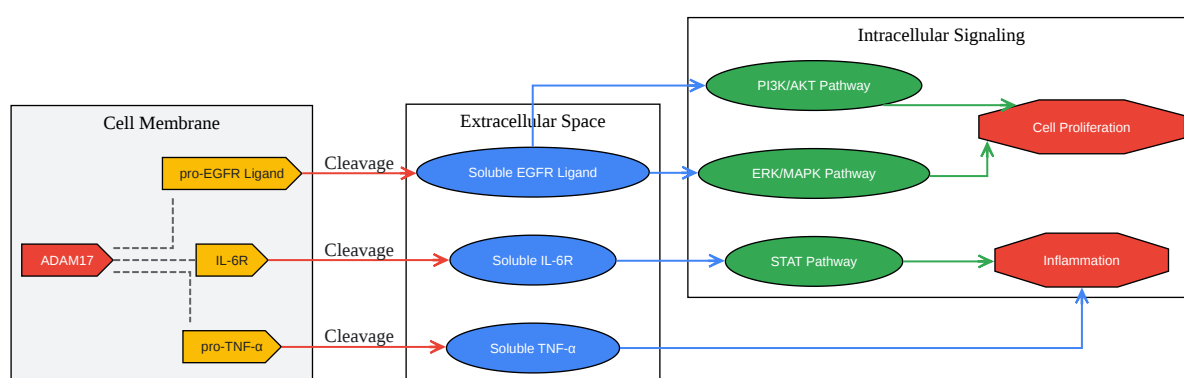 Intracellular Signaling
PI3K/AKT Pathway
Cell Membrane
Extracellular Space
Cell Proliferation
pro-EGFR Ligand
Cleavage
Soluble EGFR Ligand
ERK/MAPK Pathway
ADAM17
IL-6R
Cleavage
Soluble IL-6R
STAT Pathway
Inflammation
pro-TNF-α
Cleavage
Soluble TNF-α